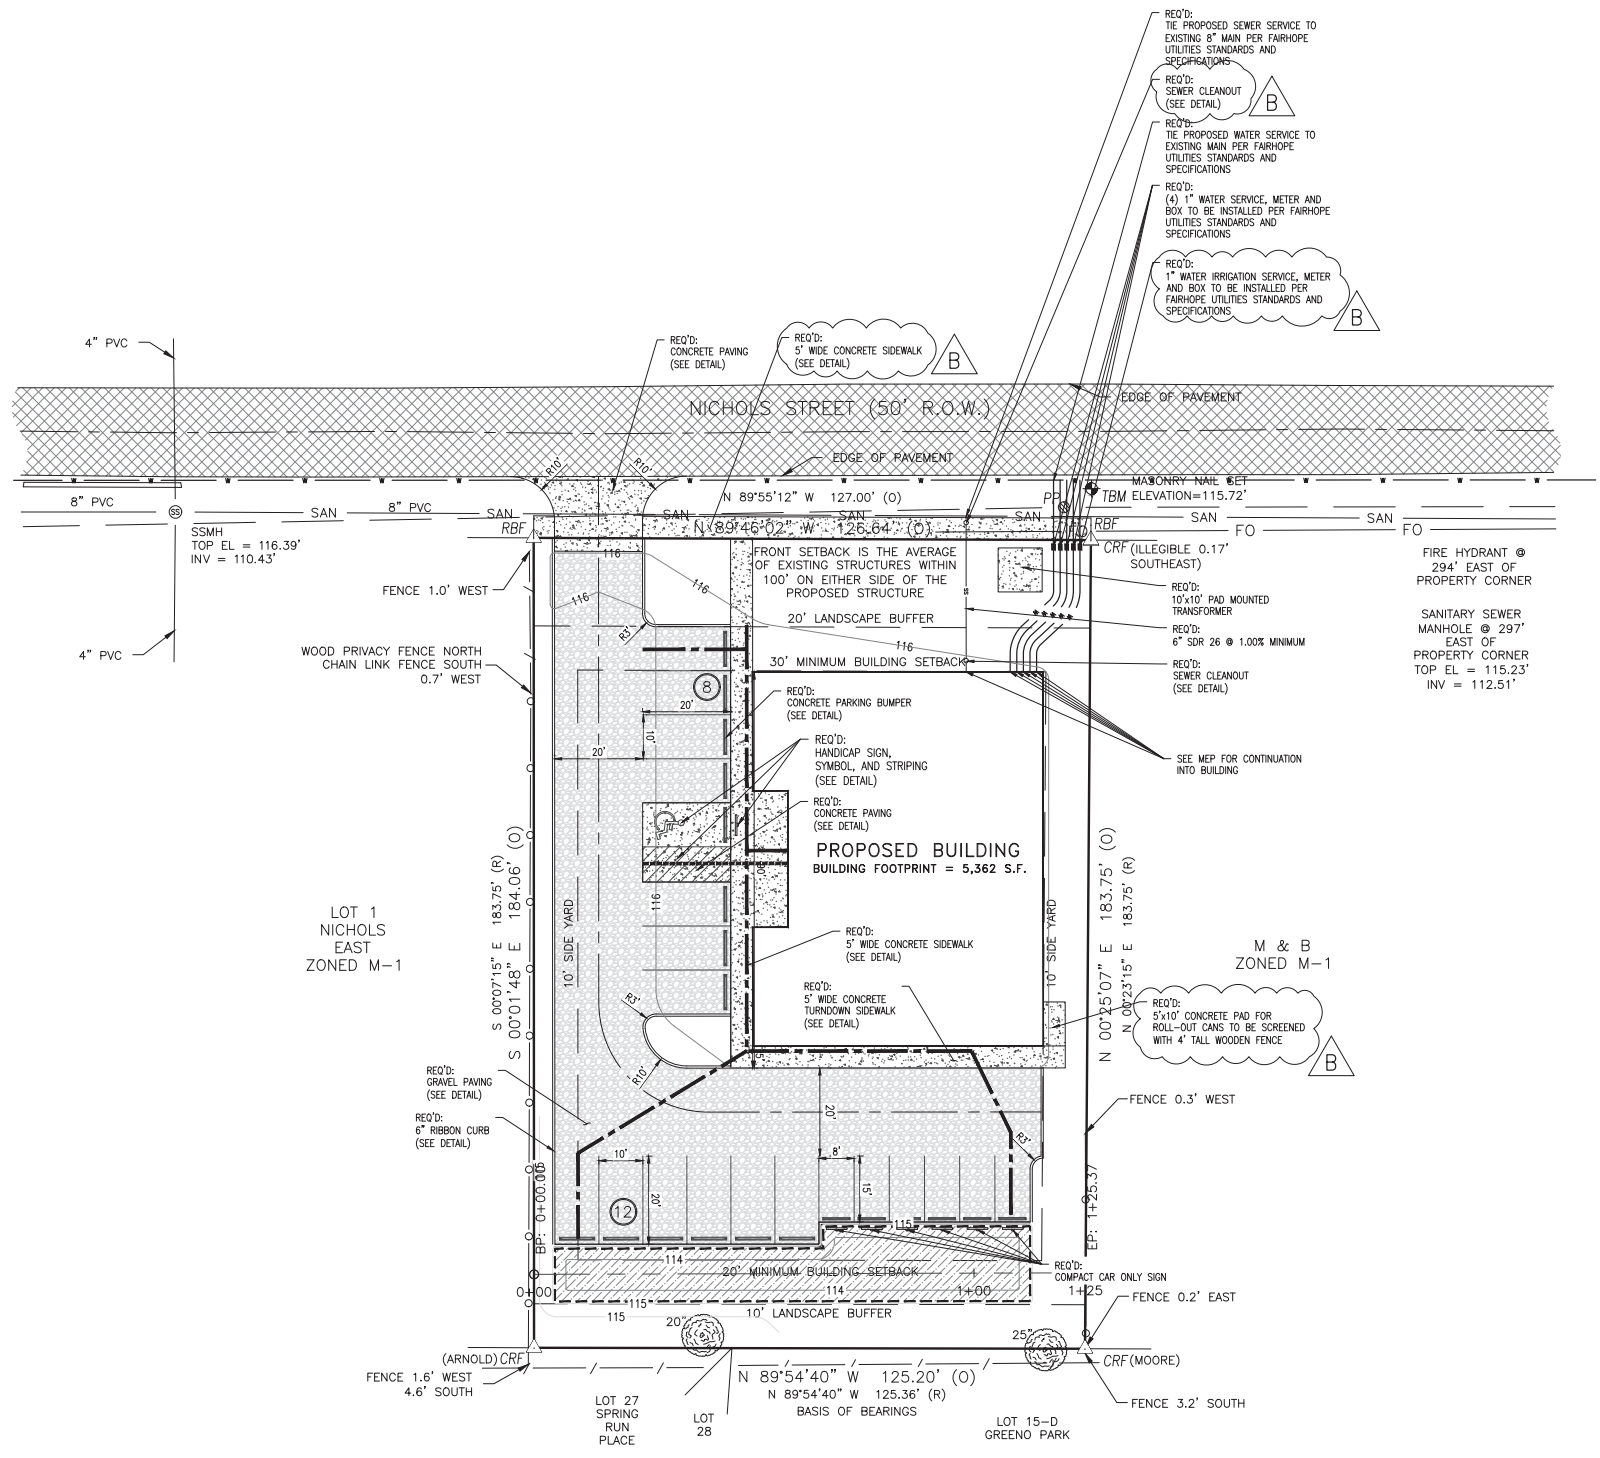 REQ'D:
TIE PROPOSED SEWER SERVICE TO
EXISTING 8" MAIN PER FAIRHOPE
UTILITIES STANDARDS AND
SPECIFICATIONS
REQ'D:
SEWER CLEANOUT
(SEE DETAIL)
B
REQ'D:
TIE PROPOSED WATER SERVICE TO
EXISTING MAIN PER FAIRHOPE
UTILITIES STANDARDS AND
SPECIFICATIONS
REQ'D:
(4) 1" WATER SERVICE, METER AND
BOX TO BE INSTALLED PER FAIRHOPE
UTILITIES STANDARDS AND
SPECIFICATIONS
REQ'D:
1" WATER IRRIGATION SERVICE, METER
AND BOX TO BE INSTALLED PER
FAIRHOPE UTILITIES STANDARDS AND
SPECIFICATIONS
B
4" PVC
REQ'D:
CONCRETE PAVING
(SEE DETAIL)
REQ'D:
5' WIDE CONCRETE SIDEWALK
(SEE DETAIL)
B
EDGE OF PAVEMENT
NICHOLS STREET (50' R.O.W.)
EDGE OF PAVEMENT
R10'
R10'
MASONRY NAIL SET
TBM ELEVATION=115.72'
PP
N 89°55'12" W 127.00' (O)
8" PVC
8" PVC
SS
SAN
SAN
SAN
SAN
SAN
SAN
SAN
RBF
N 89°46'02" W 126.64' (O)
RBF
FO
FO
FO
SSMH
TOP EL = 116.39'
INV = 110.43'
CRF (ILLEGIBLE 0.17'
SOUTHEAST)
FIRE HYDRANT @
294' EAST OF
PROPERTY CORNER
116
FRONT SETBACK IS THE AVERAGE
OF EXISTING STRUCTURES WITHIN
100' ON EITHER SIDE OF THE
PROPOSED STRUCTURE
FENCE 1.0' WEST
116
116
SS
REQ'D:
10'x10' PAD MOUNTED
TRANSFORMER
20' LANDSCAPE BUFFER
SANITARY SEWER
MANHOLE @ 297'
EAST OF
PROPERTY CORNER
TOP EL = 115.23'
INV = 112.51'
REQ'D:
6" SDR 26 @ 1.00% MINIMUM
R3'
116
4" PVC
WOOD PRIVACY FENCE NORTH
CHAIN LINK FENCE SOUTH
0.7' WEST
30' MINIMUM BUILDING SETBACK
REQ'D:
SEWER CLEANOUT
(SEE DETAIL)
8
REQ'D:
CONCRETE PARKING BUMPER
(SEE DETAIL)
20'
10'
20'
REQ'D:
HANDICAP SIGN,
SYMBOL, AND STRIPING
(SEE DETAIL)
SEE MEP FOR CONTINUATION
INTO BUILDING
REQ'D:
CONCRETE PAVING
(SEE DETAIL)
PROPOSED BUILDING
BUILDING FOOTPRINT = 5,362 S.F.
S 00°07'15" E 183.75' (R)
S 00°01'48" E 184.06' (O)
N 00°25'07" E 183.75' (O)
N 00°23'15" E 183.75' (R)
116
10' SIDE YARD
10' SIDE YARD
LOT 1
NICHOLS
EAST
ZONED M-1
M & B
ZONED M-1
REQ'D:
5' WIDE CONCRETE SIDEWALK
(SEE DETAIL)
REQ'D:
5' WIDE CONCRETE
TURNDOWN SIDEWALK
(SEE DETAIL)
R3'
REQ'D:
5'x10' CONCRETE PAD FOR
ROLL-OUT CANS TO BE SCREENED
WITH 4' TALL WOODEN FENCE
B
5'
R10'
REQ'D:
GRAVEL PAVING
(SEE DETAIL)
REQ'D:
6" RIBBON CURB
(SEE DETAIL)
FENCE 0.3' WEST
20'
R3'
10'
8'
20'
15'
12
115
BP: 0+00.00
EP: 1+25.37
114
20' MINIMUM BUILDING SETBACK
REQ'D:
COMPACT CAR ONLY SIGN
0+00
114
1+00
1+25
FENCE 0.2' EAST
115
115
10' LANDSCAPE BUFFER
20"
25"
(ARNOLD) CRF
CRF (MOORE)
FENCE 1.6' WEST
4.6' SOUTH
N 89°54'40" W 125.20' (O)
N 89°54'40" W 125.36' (R)
BASIS OF BEARINGS
FENCE 3.2' SOUTH
LOT 27
SPRING
RUN
PLACE
LOT
28
LOT 15-D
GREENO PARK